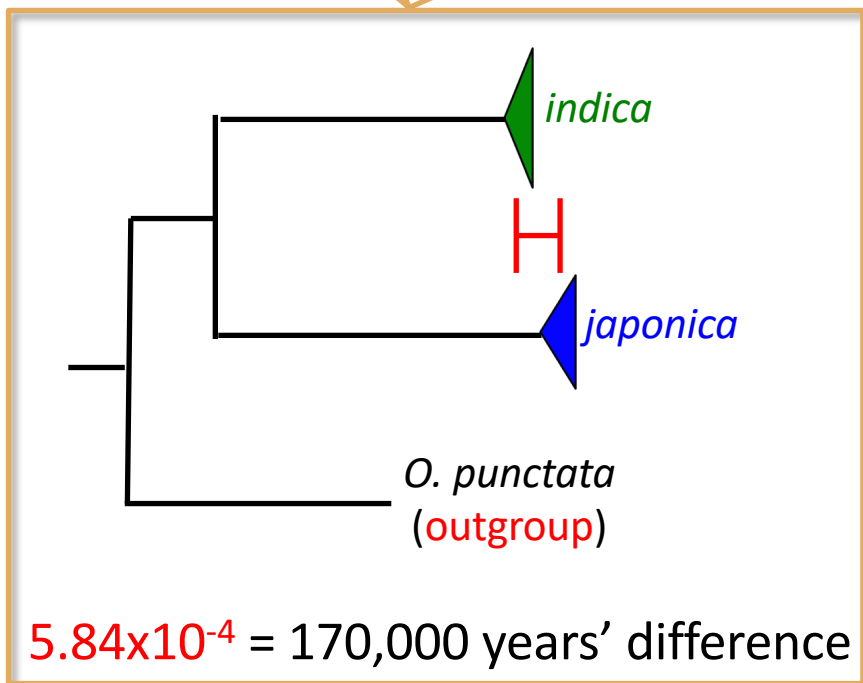 indica
japonica
O. punctata
(outgroup)
5.84x10⁻⁴ = 170,000 years’ difference